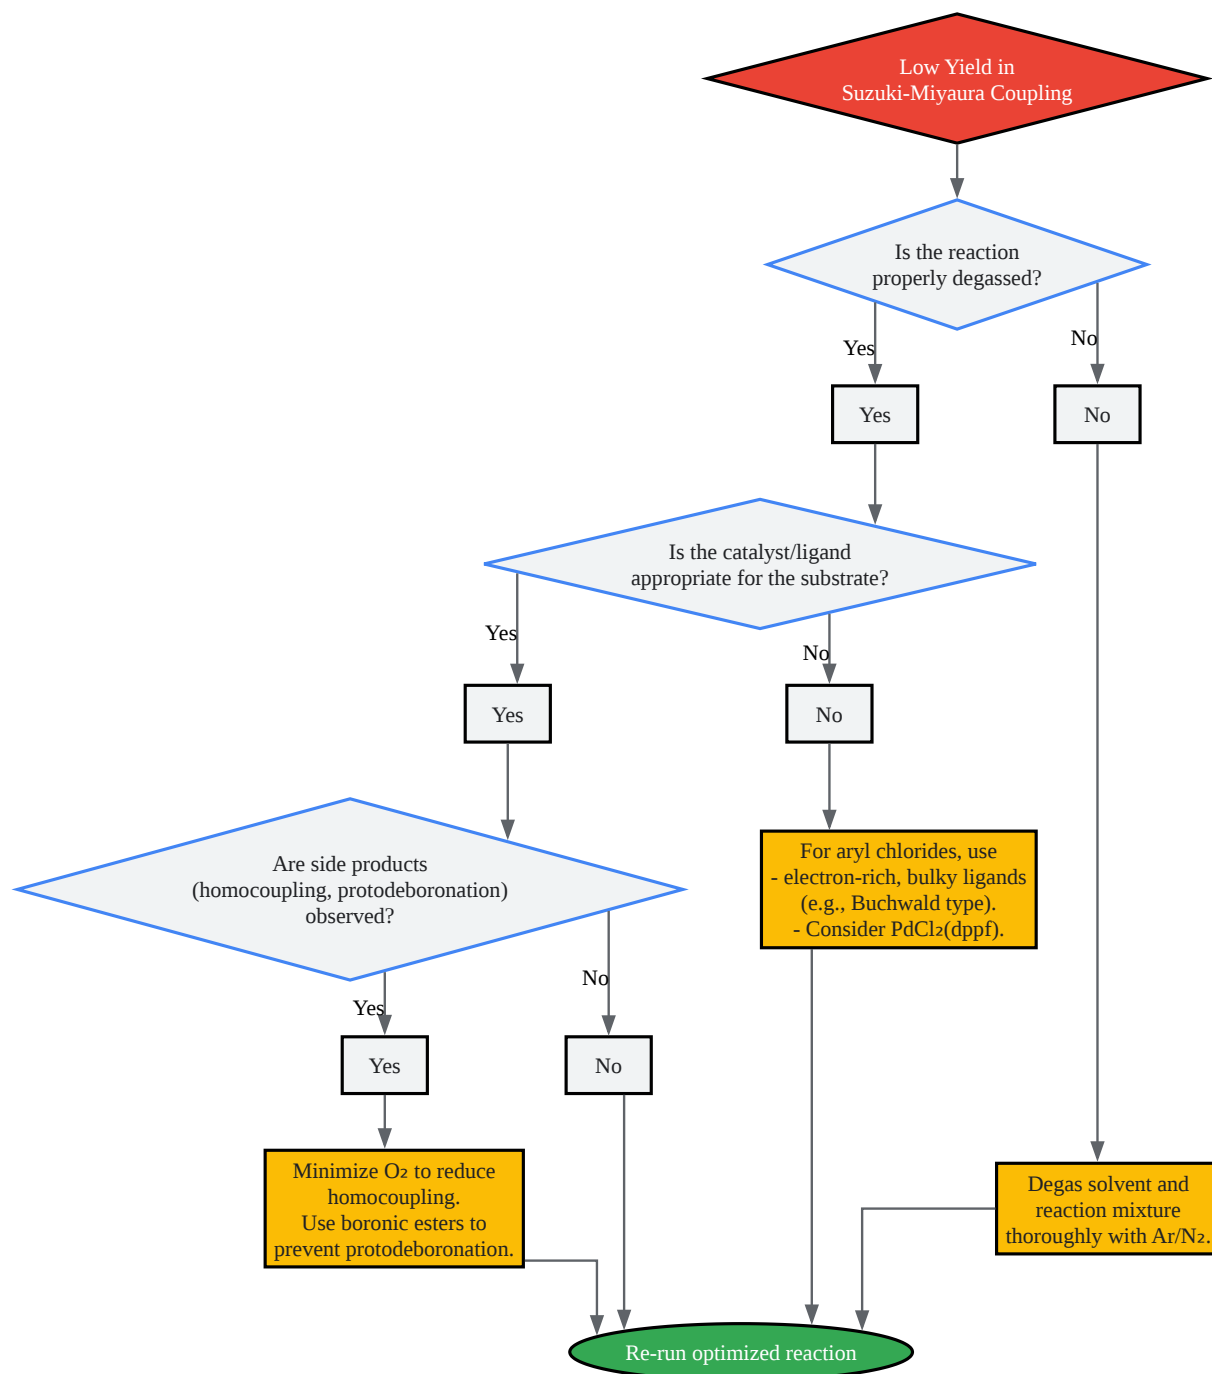 Low Yield in
Suzuki-Miyaura Coupling
Is the reaction
properly degassed?
Yes
No
Yes
No
Is the catalyst/ligand
appropriate for the substrate?
Yes
No
Yes
No
For aryl chlorides, use
- electron-rich, bulky ligands
(e.g., Buchwald type).
- Consider PdCl₂(dppf).
Are side products
(homocoupling, protodeboronation)
observed?
Yes
No
Yes
No
Minimize O₂ to reduce
homocoupling.
Use boronic esters to
prevent protodeboronation.
Degas solvent and
reaction mixture
thoroughly with Ar/N₂.
Re-run optimized reaction